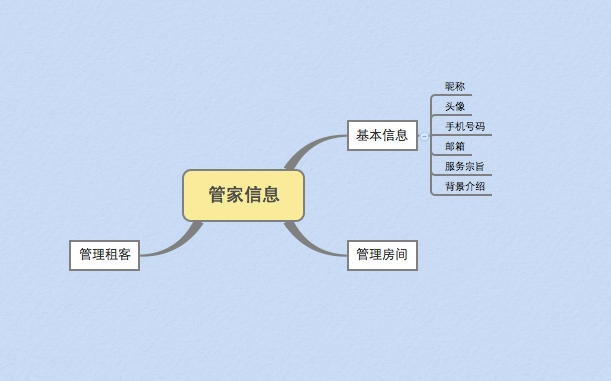 昵称
头像
基本信息
手机号码
邮箱
服务宗旨
背景介绍
管家信息
管理租客
管理房间